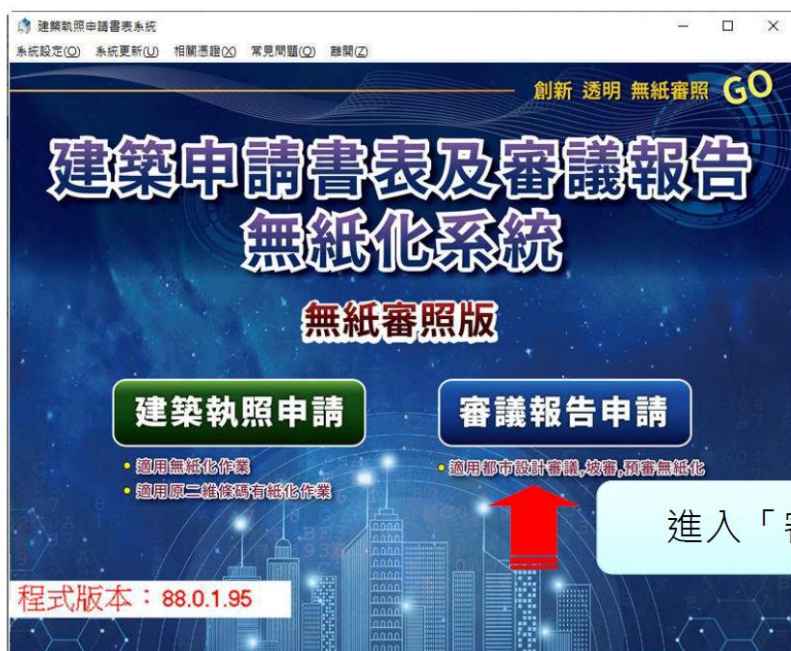 建築執照申請書表系統
系統設定(O) 系統更新(U) 相關憑證(X) 常見問題(Q) 離開(Z)
創新 透明 無紙審照 GO
建築申請書表及審議報告
無紙化系統
無紙審照版
建築執照申請
審議報告申請
• 適用無紙化作業
• 適用原二維條碼有紙化作業
• 適用都市設計審議,坡審,預審無紙化
進入「審
程式版本：88.0.1.95